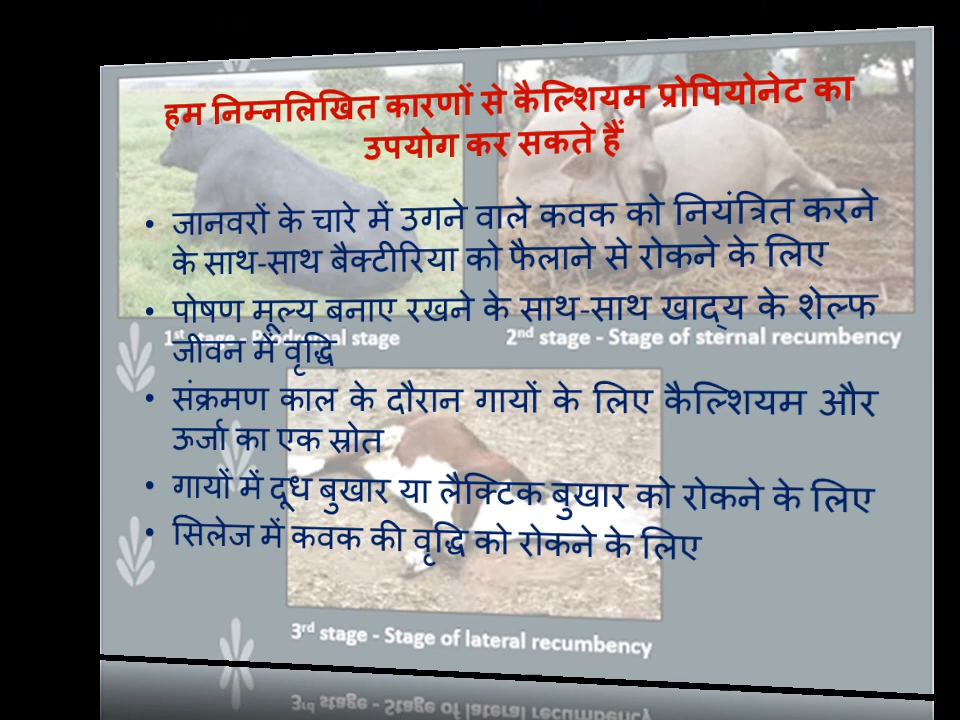 हम निम्नलिखित कारणों से कैल्शियम प्रोपियोनेट का
उपयोग कर सकते हैं
• जानवरों के चारे में उगने वाले कवक को नियंत्रित करने
के साथ-साथ बैक्टीरिया को फैलाने से रोकने के लिए
• पोषण मूल्य बनाए रखने के साथ-साथ खाद्य के शेल्फ
जीवन में वृद्धि
1st stage - Prodromal stage
2nd stage - Stage of sternal recumbency
• संक्रमण काल के दौरान गायों के लिए कैल्शियम और
ऊर्जा का एक स्रोत
• गायों में दूध बुखार या लैक्टिक बुखार को रोकने के लिए
• सिलेज में कवक की वृद्धि को रोकने के लिए
3rd stage - Stage of lateral recumbency